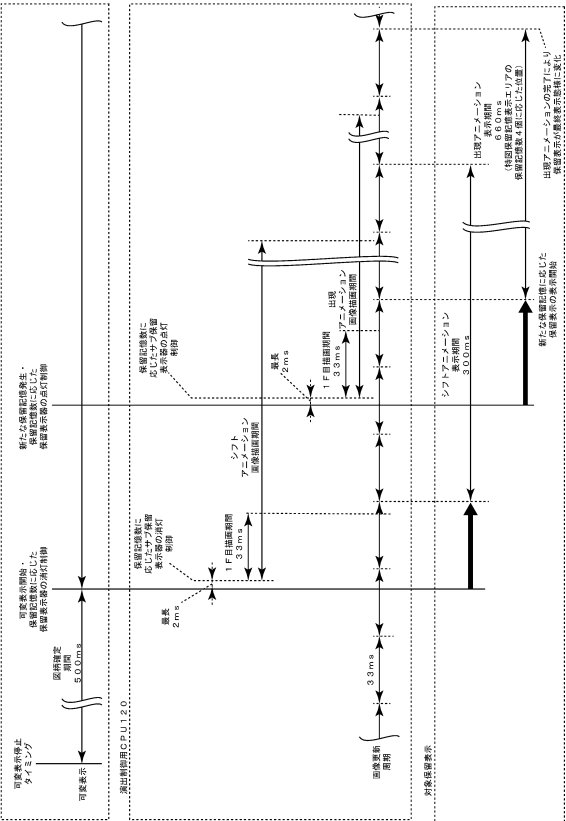 可変表示停止
タイミング
可変表示
図柄確定
期間
５００ｍｓ
可変表示開始・
保留記憶数に応じた
保留表示器の消灯制御
新たな保留記憶発生・
保留記憶数に応じた
保留表示器の点灯制御
演出制御用ＣＰＵ１２０
最長
２ｍｓ
保留記憶数に
応じたサブ保留
表示器の消灯
制御
１Ｆ目描画期間
３３ｍｓ
シフト
アニメーション
画像描画期間
保留記憶数に
応じたサブ保留
表示器の点灯
制御
最長
２ｍｓ
１Ｆ目描画期間
３３ｍｓ
出現
アニメーション
画像描画期間
画像更新
周期
３３ｍｓ
対象保留表示
シフトアニメーション
表示期間
３００ｍｓ
新たな保留記憶に応じた
保留表示の表示開始
出現アニメーション
表示期間
６６０ｍｓ
（特図保留記憶表示エリアの
保留記憶数４個に応じた位置）
出現アニメーションの完了により
保留表示が最終表示態様に変化